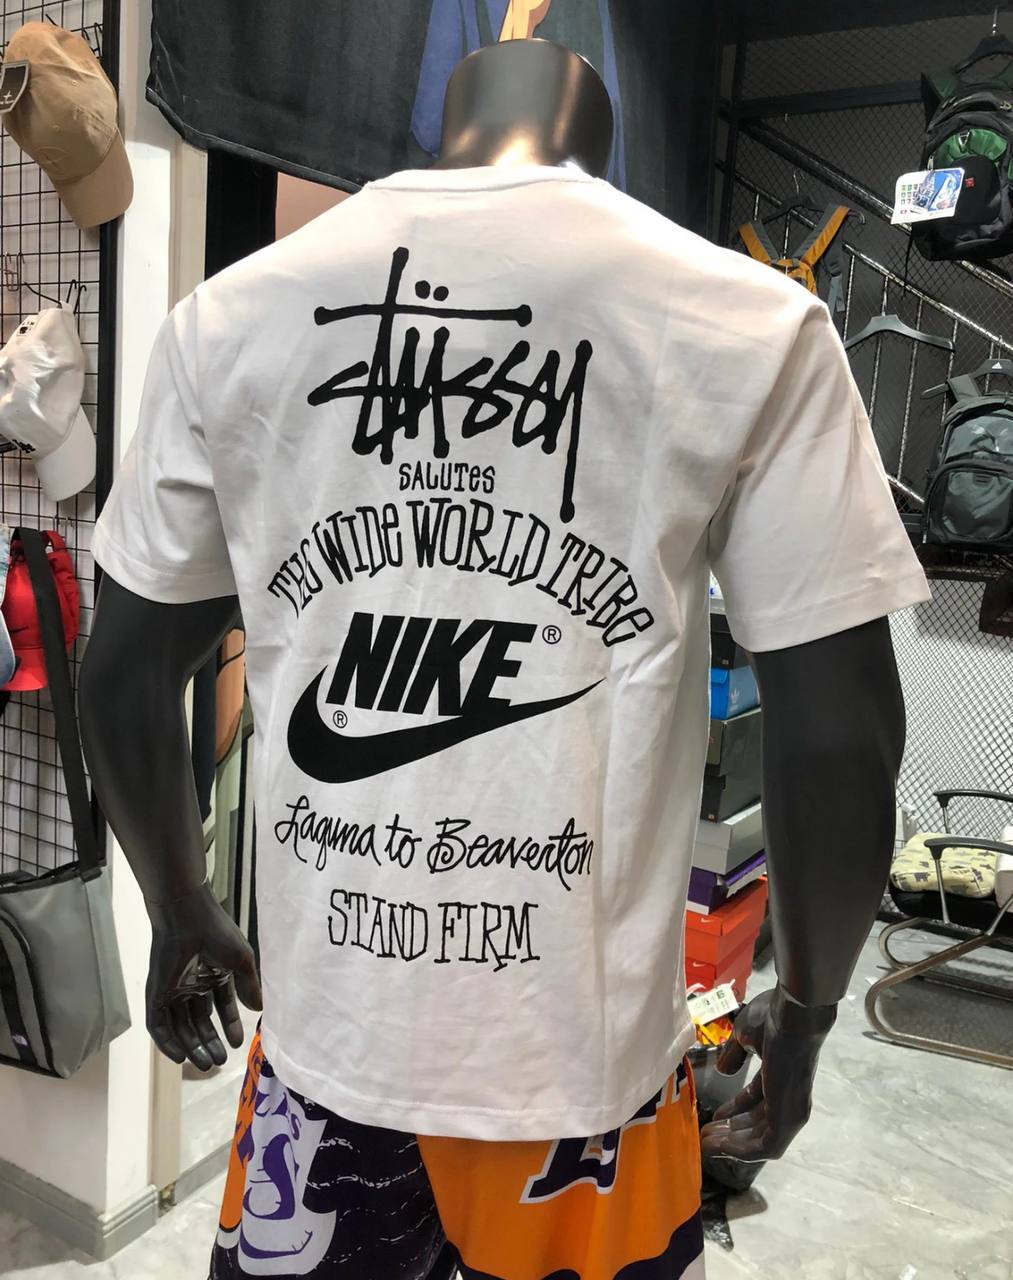 Stüssy
SALUTES
THE WIDE WORLD TRIBE
NIKE ®
®
Laguna to Beaverton
STAND FIRM